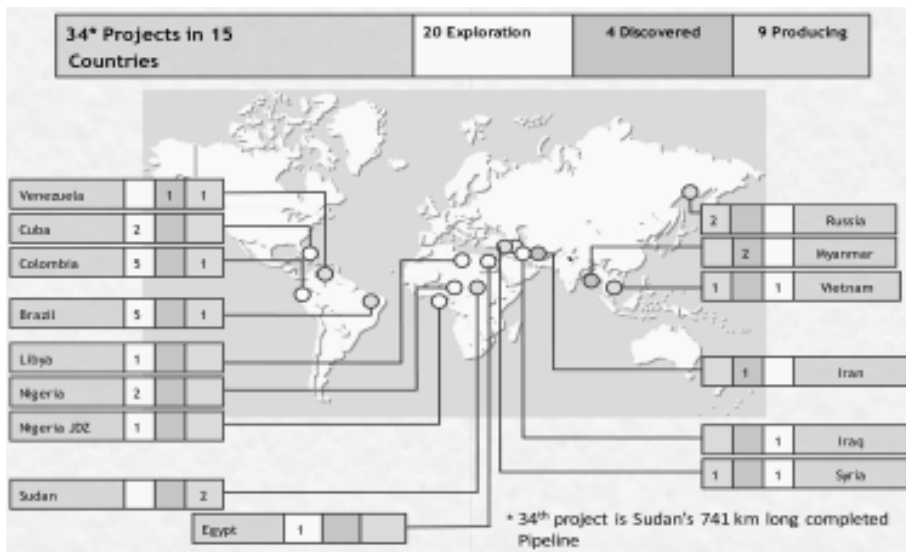 34* Projects in 15
Countries
20 Exploration
4 Discovered
9 Producing
Venezuela 1 1
Cuba 2
Colombia 5 1
Brazil 5 1
Libya 1
Nigeria 2
Nigeria JDZ 1
Sudan 2
Egypt 1
2 Russia
2 Myanmar
1 1 Vietnam
1 Iran
1 Iraq
1 1 Syria
* 34th project is Sudan's 741 km long completed
Pipeline